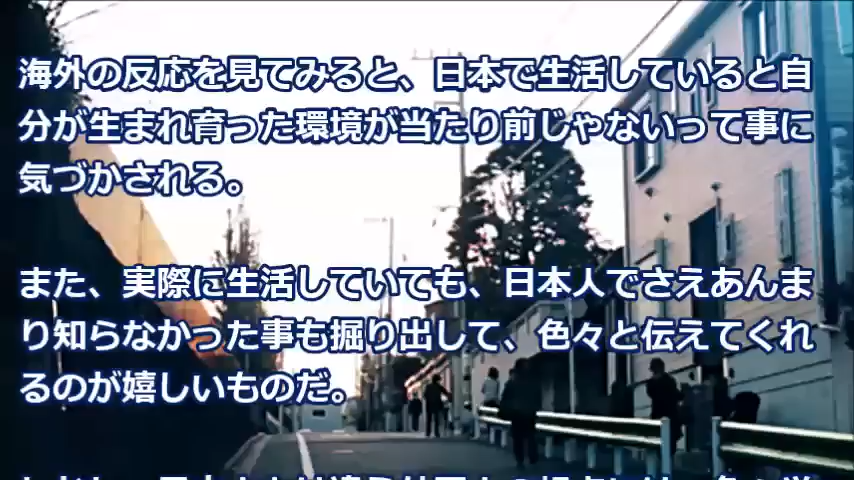 海外の反応を見てみると、日本で生活していると自
分が生まれ育った環境が当たり前じゃないって事に
気づかされる。
また、実際に生活していても、日本人でさえあんま
り知らなかった事も掘り出して、色々と伝えてくれ
るのが嬉しいものだ。